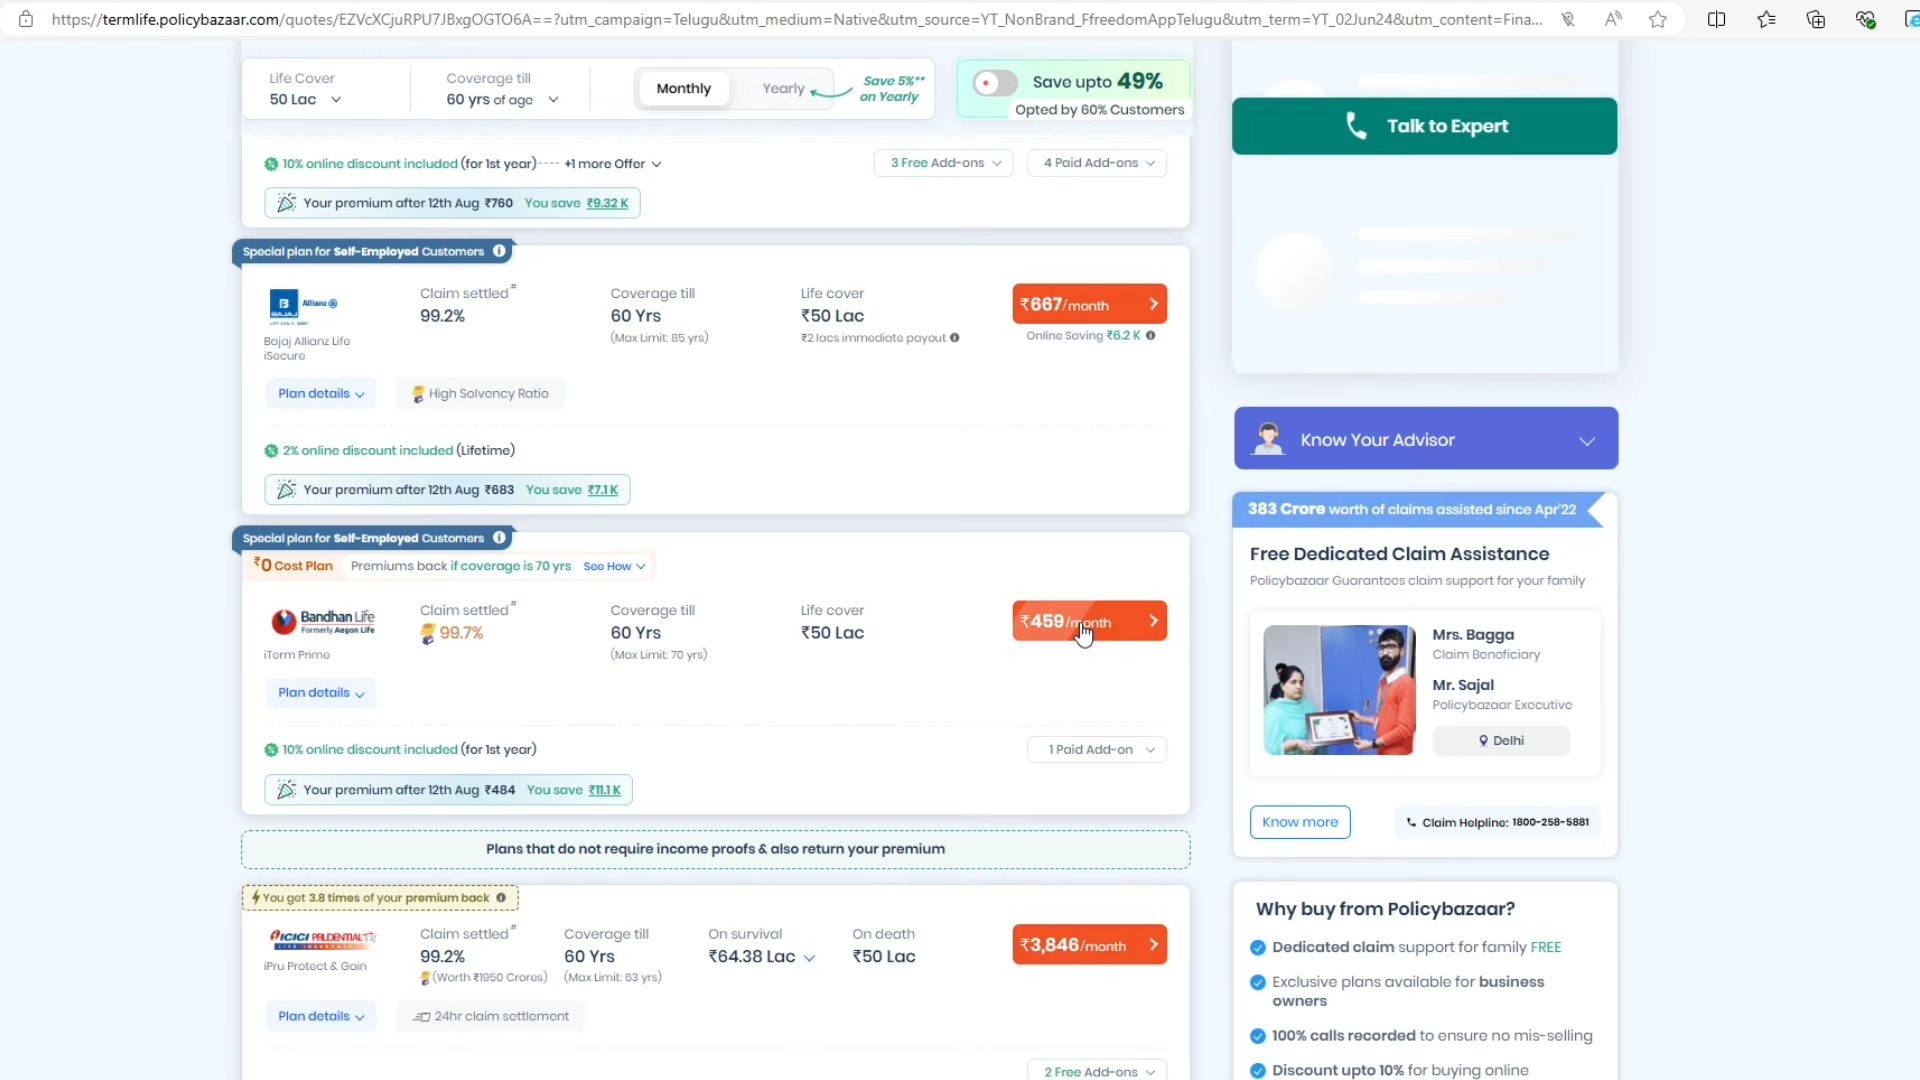 https://termlife.policybazaar.com/quotes/EZVcXCjuRPU7JBxgOGTO6A==?utm_campaign=Telugu&utm_medium=Native&utm_source=YT_NonBrand_FfreedomAppTelugu&utm_term=YT_02Jun24&utm_content=Fina...
Life Cover
50 Lac
Coverage till
60 yrs of age
Monthly
Yearly
Save 5%**
on Yearly
Save upto 49%
Opted by 60% Customers
Talk to Expert
10% online discount included (for 1st year) ---- +1 more Offer
3 Free Add-ons
4 Paid Add-ons
Your premium after 12th Aug ₹760 You save ₹9.32 K
Special plan for Self-Employed Customers
BAJAJ Allianz
Bajaj Allianz Life
iSecure
Claim settled#
99.2%
Coverage till
60 Yrs
(Max Limit: 85 yrs)
Life cover
₹50 Lac
₹2 lacs immediate payout
₹667/month
Online Saving ₹6.2 K
Plan details
High Solvency Ratio
2% online discount included (Lifetime)
Your premium after 12th Aug ₹683 You save ₹7.1 K
Know Your Advisor
383 Crore worth of claims assisted since Apr'22
Free Dedicated Claim Assistance
Policybazaar Guarantees claim support for your family
Mrs. Bagga
Claim Beneficiary
Mr. Sajal
Policybazaar Executive
Delhi
Know more
Claim Helpline: 1800-258-5881
Special plan for Self-Employed Customers
₹0 Cost Plan Premiums back if coverage is 70 yrs See How
Bandhan Life
Formerly Aegon Life
iTerm Prime
Claim settled#
99.7%
Coverage till
60 Yrs
(Max Limit: 70 yrs)
Life cover
₹50 Lac
₹459/month
Plan details
10% online discount included (for 1st year)
1 Paid Add-on
Your premium after 12th Aug ₹484 You save ₹11.1 K
Plans that do not require income proofs & also return your premium
You get 3.8 times of your premium back
ICICI PRUDENTIAL
LIFE INSURANCE
iPru Protect & Gain
Claim settled#
99.2%
(Worth ₹1950 Crores)
Coverage till
60 Yrs
(Max Limit: 63 yrs)
On survival
₹64.38 Lac
On death
₹50 Lac
₹3,846/month
Plan details
24hr claim settlement
2 Free Add-ons
Why buy from Policybazaar?
Dedicated claim support for family FREE
Exclusive plans available for business
owners
100% calls recorded to ensure no mis-selling
Discount upto 10% for buying online